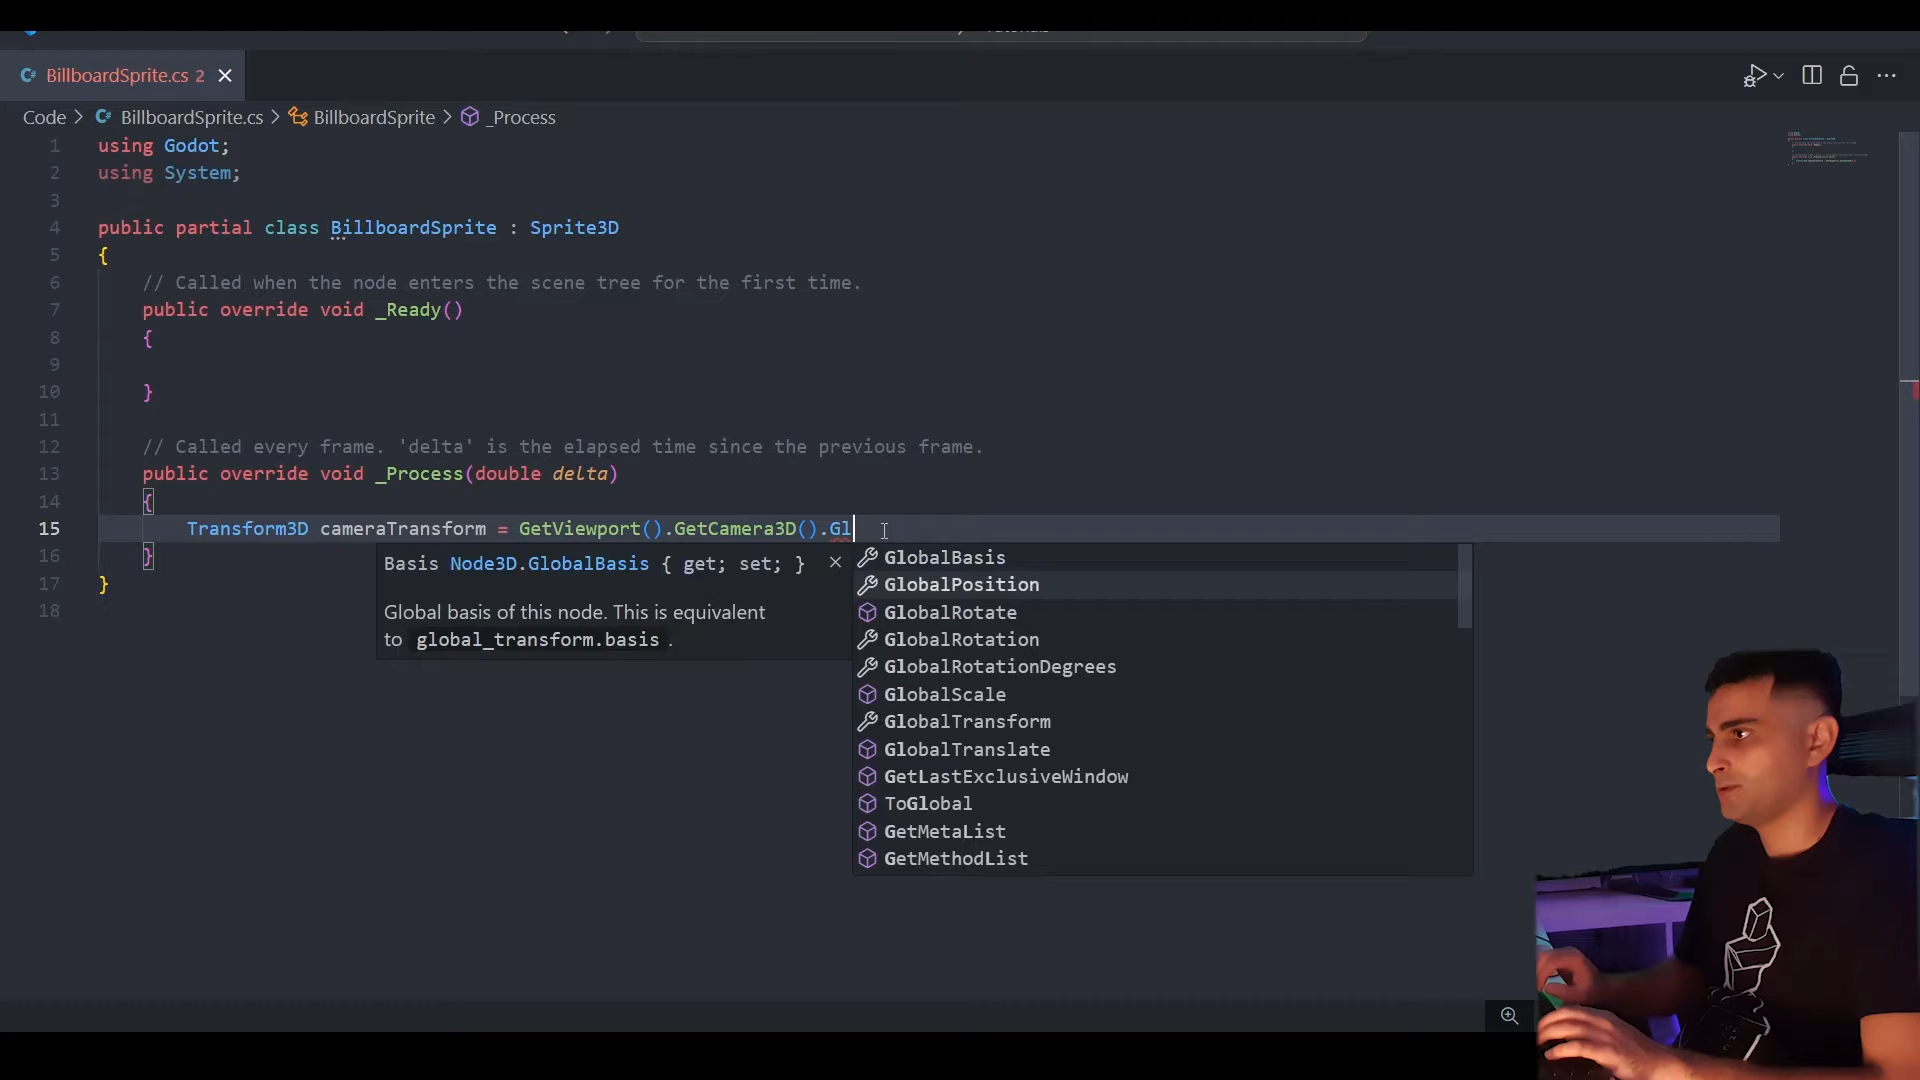 BillboardSprite.cs 2
Code > BillboardSprite.cs > BillboardSprite > _Process
1 using Godot;
2 using System;
3
4 public partial class BillboardSprite : Sprite3D
5 {
6 // Called when the node enters the scene tree for the first time.
7 public override void _Ready()
8 {
9
10 }
11
12 // Called every frame. 'delta' is the elapsed time since the previous frame.
13 public override void _Process(double delta)
14 {
15 Transform3D cameraTransform = GetViewport().GetCamera3D().Gl
16 }
17 }
18
Basis Node3D.GlobalBasis { get; set; }
Global basis of this node. This is equivalent
to global_transform.basis .
GlobalBasis
GlobalPosition
GlobalRotate
GlobalRotation
GlobalRotationDegrees
GlobalScale
GlobalTransform
GlobalTranslate
GetLastExclusiveWindow
ToGlobal
GetMetaList
GetMethodList